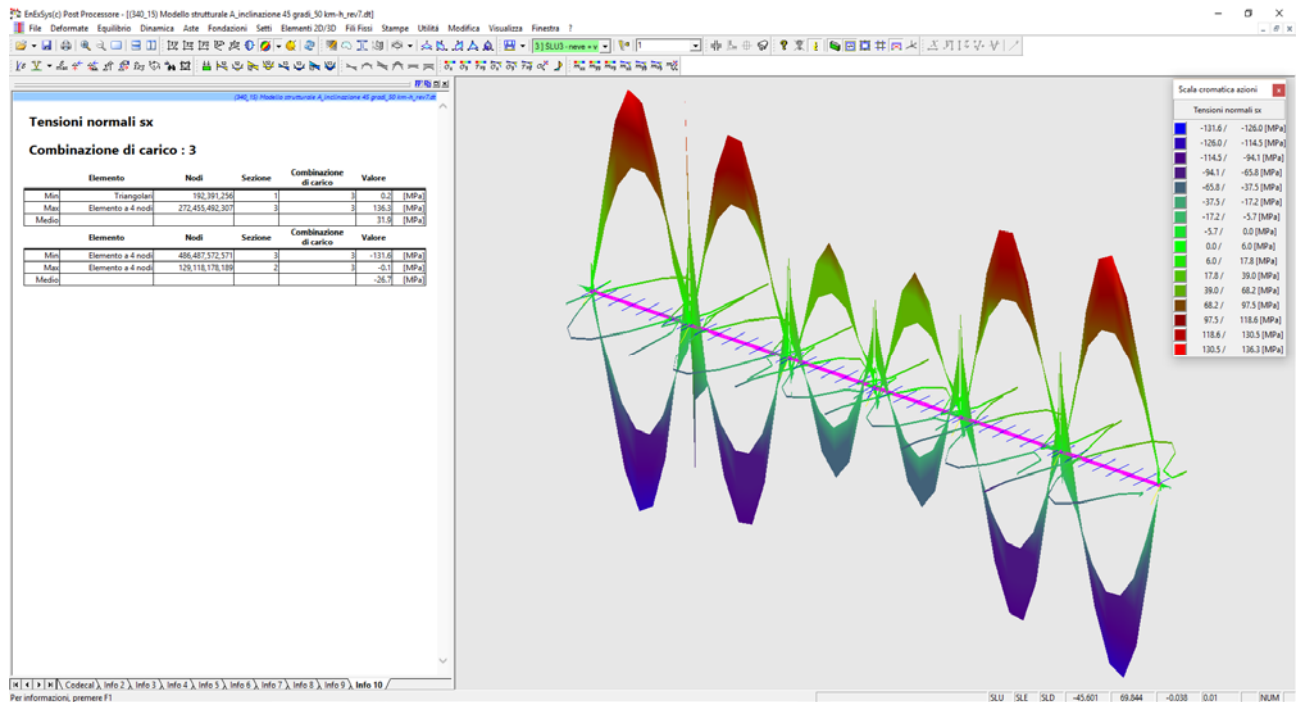 EnExSys(c) Post Processore - [(340_15) Modello strutturale A_inclinazione 45 gradi_50 km-h_rev7.dt]
File Deformate Equilibrio Dinamica Aste Fondazioni Setti Elementi 2D/3D Fili Fissi Stampe Utilità Modifica Visualizza Finestra ?
3] SLU3 - neve + v 1
(340_15) Modello strutturale A_inclinazione 45 gradi_50 km-h_rev7.dt
Tensioni normali sx
Combinazione di carico : 3
Elemento Nodi Sezione Combinazione di carico Valore
Min Triangolari 192,391,256 1 3 0.2 [MPa]
Max Elemento a 4 nodi 272,455,492,307 3 3 136.3 [MPa]
Medio 31.9 [MPa]
Elemento Nodi Sezione Combinazione di carico Valore
Min Elemento a 4 nodi 486,487,572,571 3 3 -131.6 [MPa]
Max Elemento a 4 nodi 129,118,178,189 2 3 -0.1 [MPa]
Medio -26.7 [MPa]
Scala cromatica azioni
Tensioni normali sx
-131.6 / -126.0 [MPa]
-126.0 / -114.5 [MPa]
-114.5 / -94.1 [MPa]
-94.1 / -65.8 [MPa]
-65.8 / -37.5 [MPa]
-37.5 / -17.2 [MPa]
-17.2 / -5.7 [MPa]
-5.7 / 0.0 [MPa]
0.0 / 6.0 [MPa]
6.0 / 17.8 [MPa]
17.8 / 39.0 [MPa]
39.0 / 68.2 [MPa]
68.2 / 97.5 [MPa]
97.5 / 118.6 [MPa]
118.6 / 130.5 [MPa]
130.5 / 136.3 [MPa]
Codecal Info 2 Info 3 Info 4 Info 5 Info 6 Info 7 Info 8 Info 9 Info 10
Per informazioni, premere F1
SLU SLE SLD -45.601 69.844 -0.038 0.01 NUM